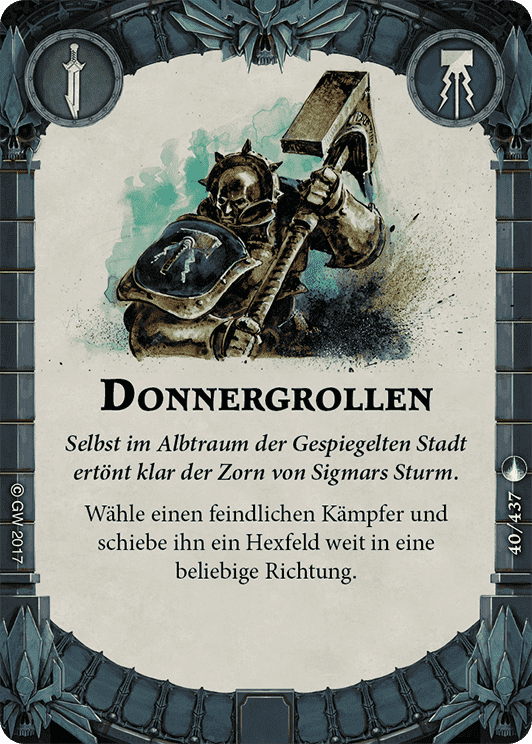 DONNERGROLLEN
Selbst im Albtraum der Gespiegelten Stadt
ertönt klar der Zorn von Sigmars Sturm.
Wähle einen feindlichen Kämpfer und
schiebe ihn ein Hexfeld weit in eine
beliebige Richtung.
© GW 2017
40/437